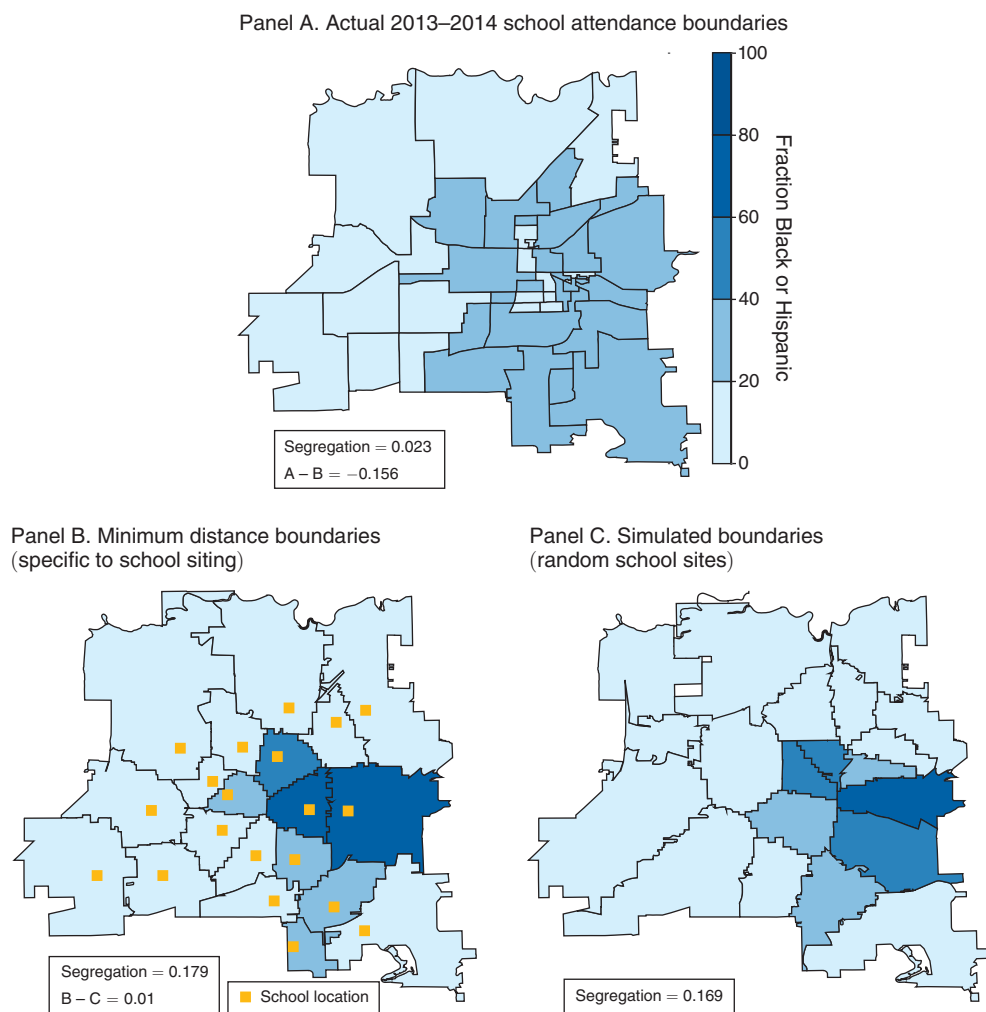 Panel A. Actual 2013–2014 school attendance boundaries
100
80
60
40
20
0
Fraction Black or Hispanic
Segregation = 0.023
A – B = −0.156
Panel B. Minimum distance boundaries
(specific to school siting)
Segregation = 0.179
B – C = 0.01
School location
Panel C. Simulated boundaries
(random school sites)
Segregation = 0.169